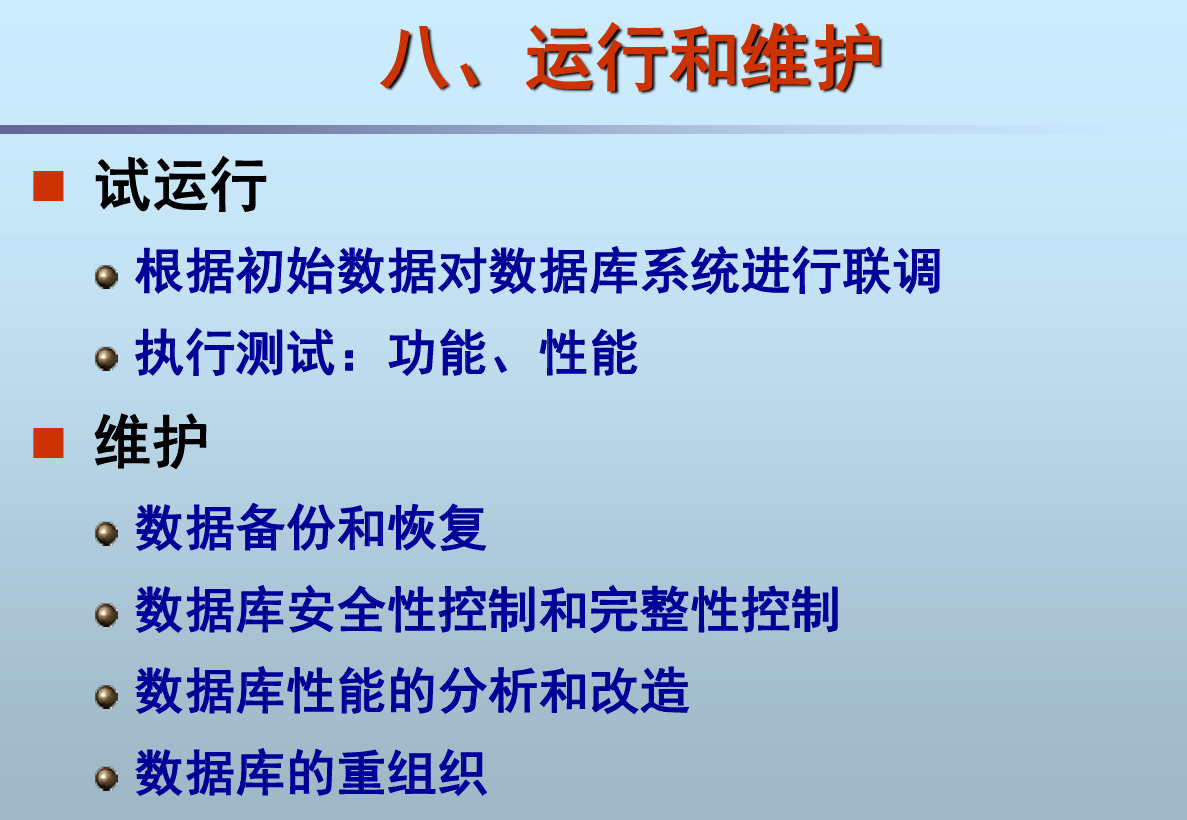 八、运行和维护
试运行
根据初始数据对数据库系统进行联调
执行测试：功能、性能
维护
数据备份和恢复
数据库安全性控制和完整性控制
数据库性能的分析和改造
数据库的重组织